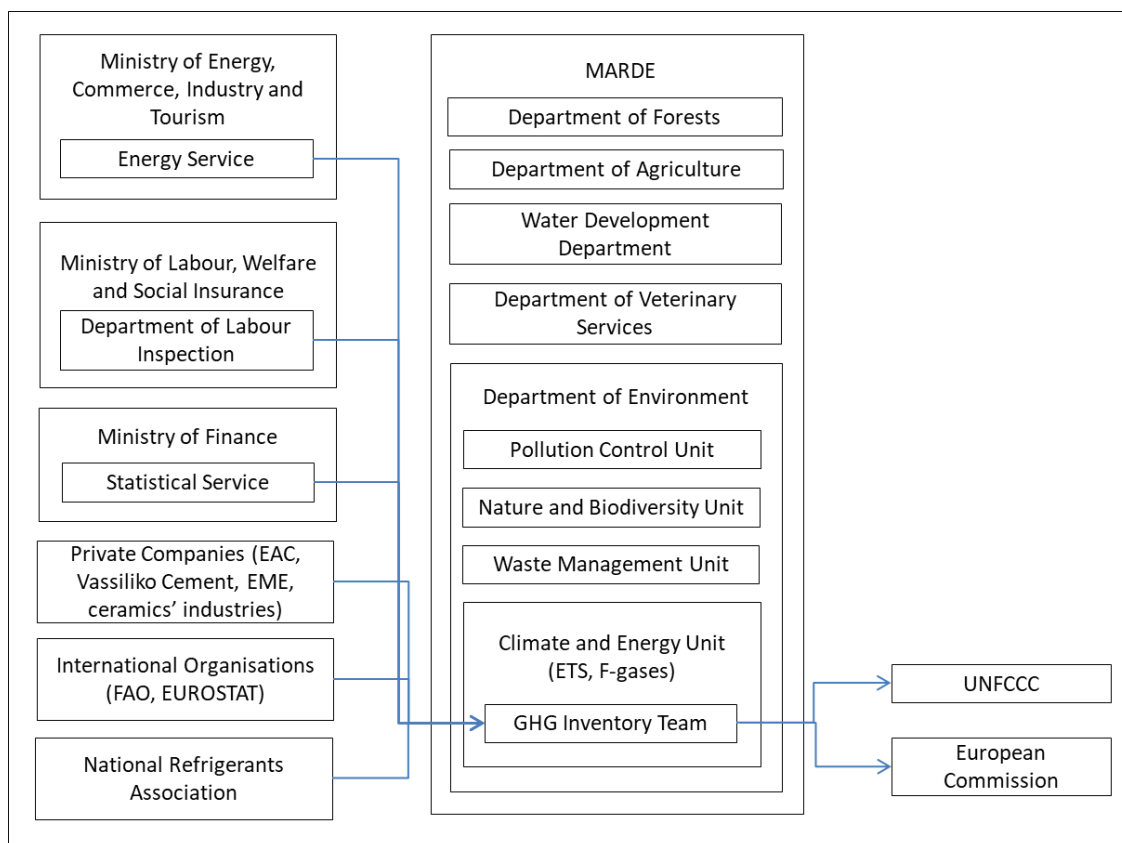 Ministry of Energy,
Commerce, Industry and
Tourism
Energy Service
Ministry of Labour, Welfare
and Social Insurance
Department of Labour
Inspection
Ministry of Finance
Statistical Service
Private Companies (EAC,
Vassiliko Cement, EME,
ceramics’ industries)
International Organisations
(FAO, EUROSTAT)
National Refrigerants
Association
MARDE
Department of Forests
Department of Agriculture
Water Development
Department
Department of Veterinary
Services
Department of Environment
Pollution Control Unit
Nature and Biodiversity Unit
Waste Management Unit
Climate and Energy Unit
(ETS, F-gases)
GHG Inventory Team
UNFCCC
European
Commission